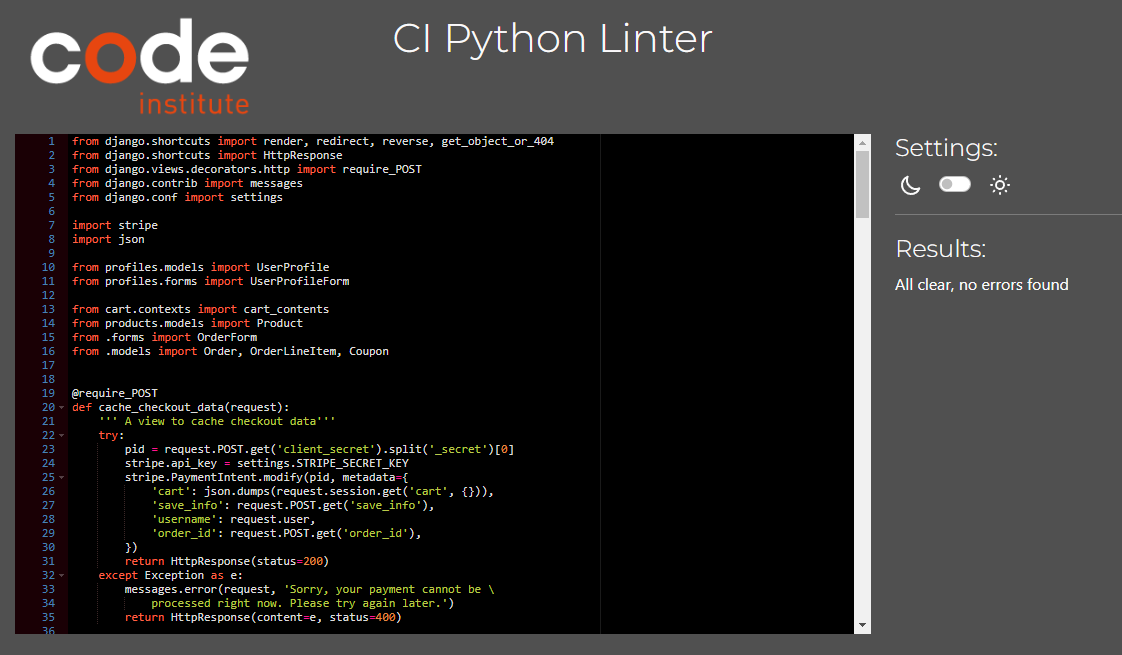 code
institute
CI Python Linter
1 from django.shortcuts import render, redirect, reverse, get_object_or_404
2 from django.shortcuts import HttpResponse
3 from django.views.decorators.http import require_POST
4 from django.contrib import messages
5 from django.conf import settings
6
7 import stripe
8 import json
9
10 from profiles.models import UserProfile
11 from profiles.forms import UserProfileForm
12
13 from cart.contexts import cart_contents
14 from products.models import Product
15 from .forms import OrderForm
16 from .models import Order, OrderLineItem, Coupon
17
18
19 @require_POST
20 def cache_checkout_data(request):
21     ''' A view to cache checkout data'''
22     try:
23         pid = request.POST.get('client_secret').split('_secret')[0]
24         stripe.api_key = settings.STRIPE_SECRET_KEY
25         stripe.PaymentIntent.modify(pid, metadata={
26             'cart': json.dumps(request.session.get('cart', {})),
27             'save_info': request.POST.get('save_info'),
28             'username': request.user,
29             'order_id': request.POST.get('order_id'),
30         })
31         return HttpResponse(status=200)
32     except Exception as e:
33         messages.error(request, 'Sorry, your payment cannot be \
34             processed right now. Please try again later.')
35         return HttpResponse(content=e, status=400)
36
Settings:
Results:
All clear, no errors found